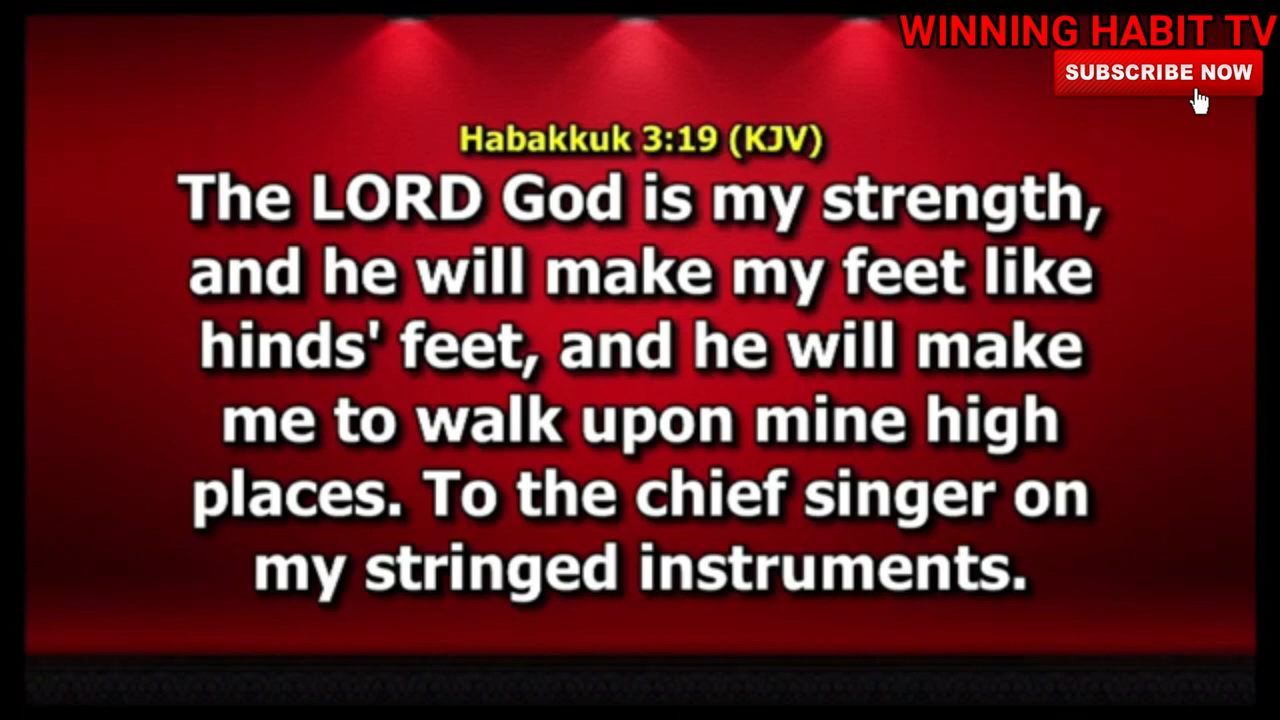 WINNING HABIT TV
SUBSCRIBE NOW
Habakkuk 3:19 (KJV)
The LORD God is my strength,
and he will make my feet like
hinds' feet, and he will make
me to walk upon mine high
places. To the chief singer on
my stringed instruments.